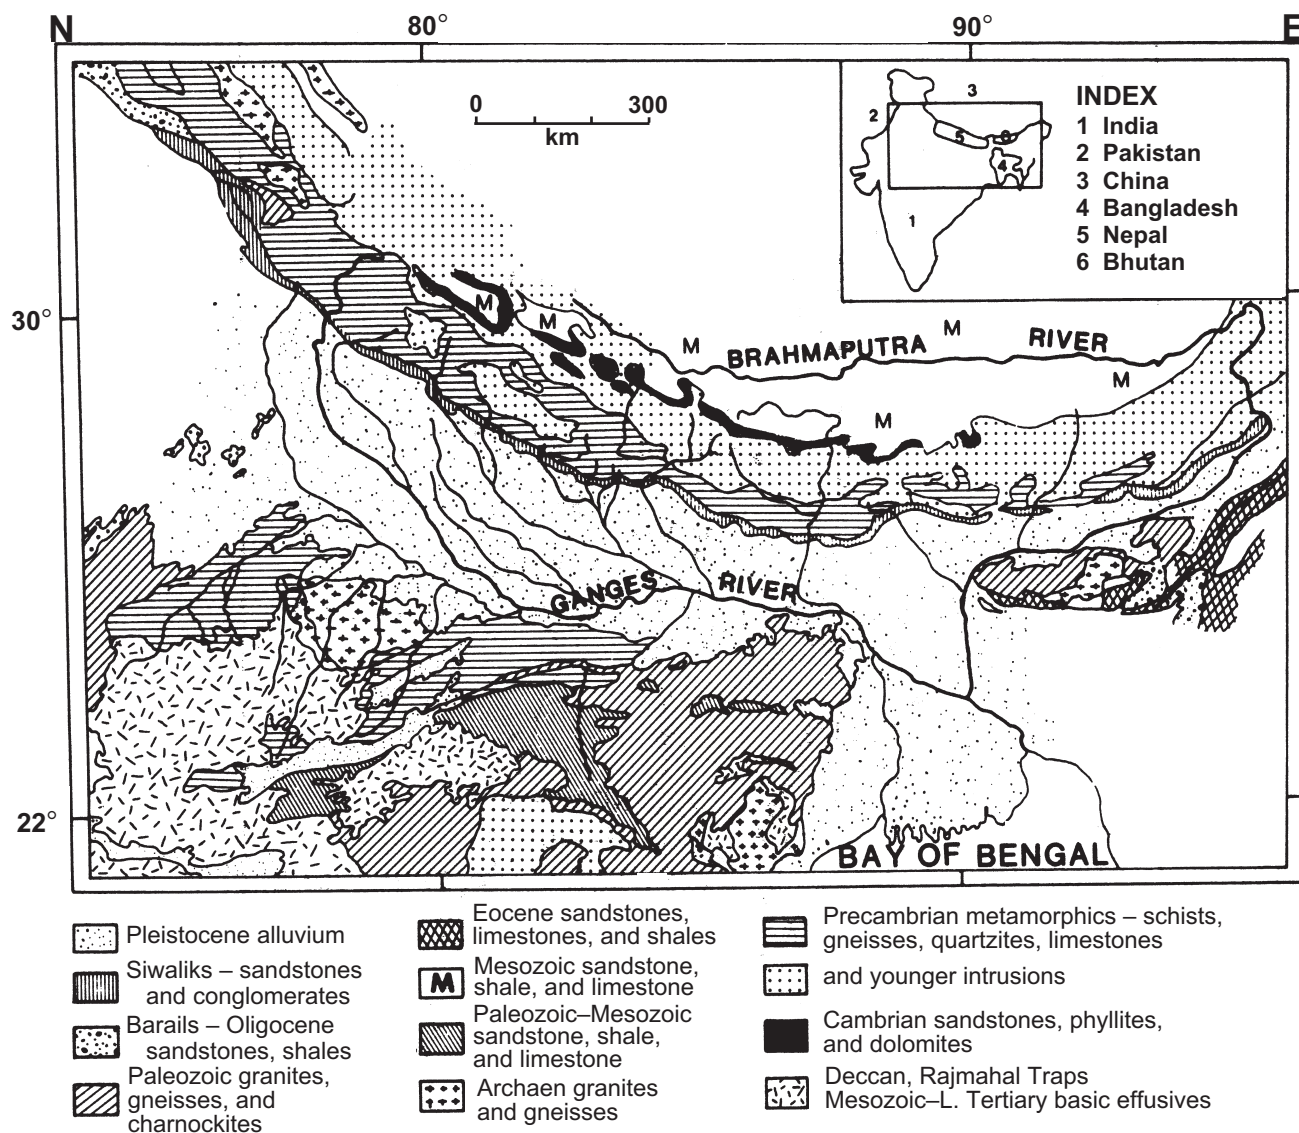 N 80° 90° E
0 300
km
INDEX
1 India
2 Pakistan
3 China
4 Bangladesh
5 Nepal
6 Bhutan
3
2
5 6
4
1
30°
M
M
M
M
M
M
BRAHMAPUTRA RIVER
GANGES RIVER
22°
BAY OF BENGAL
Pleistocene alluvium
Siwaliks – sandstones
and conglomerates
Barails – Oligocene
sandstones, shales
Paleozoic granites,
gneisses, and
charnockites
Eocene sandstones,
limestones, and shales
M
Mesozoic sandstone,
shale, and limestone
Paleozoic–Mesozoic
sandstone, shale,
and limestone
Archaen granites
and gneisses
Precambrian metamorphics – schists,
gneisses, quartzites, limestones
and younger intrusions
Cambrian sandstones, phyllites,
and dolomites
Deccan, Rajmahal Traps
Mesozoic–L. Tertiary basic effusives